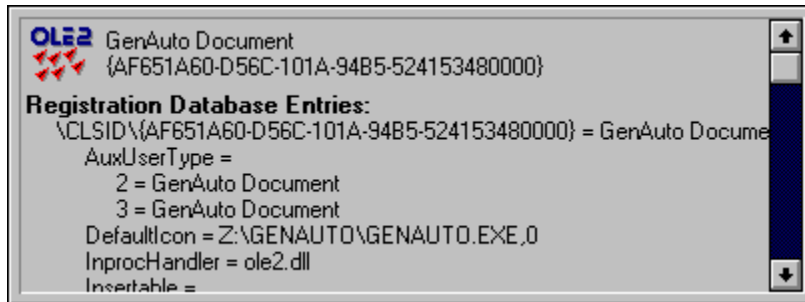 OLE2 GenAuto Document
{AF651A60-D56C-101A-94B5-524153480000}
Registration Database Entries:
\CLSID\{AF651A60-D56C-101A-94B5-524153480000} = GenAuto Docume
AuxUserType =
2 = GenAuto Document
3 = GenAuto Document
DefaultIcon = Z:\GENAUTO\GENAUTO.EXE,0
InprocHandler = ole2.dll
Insertable =